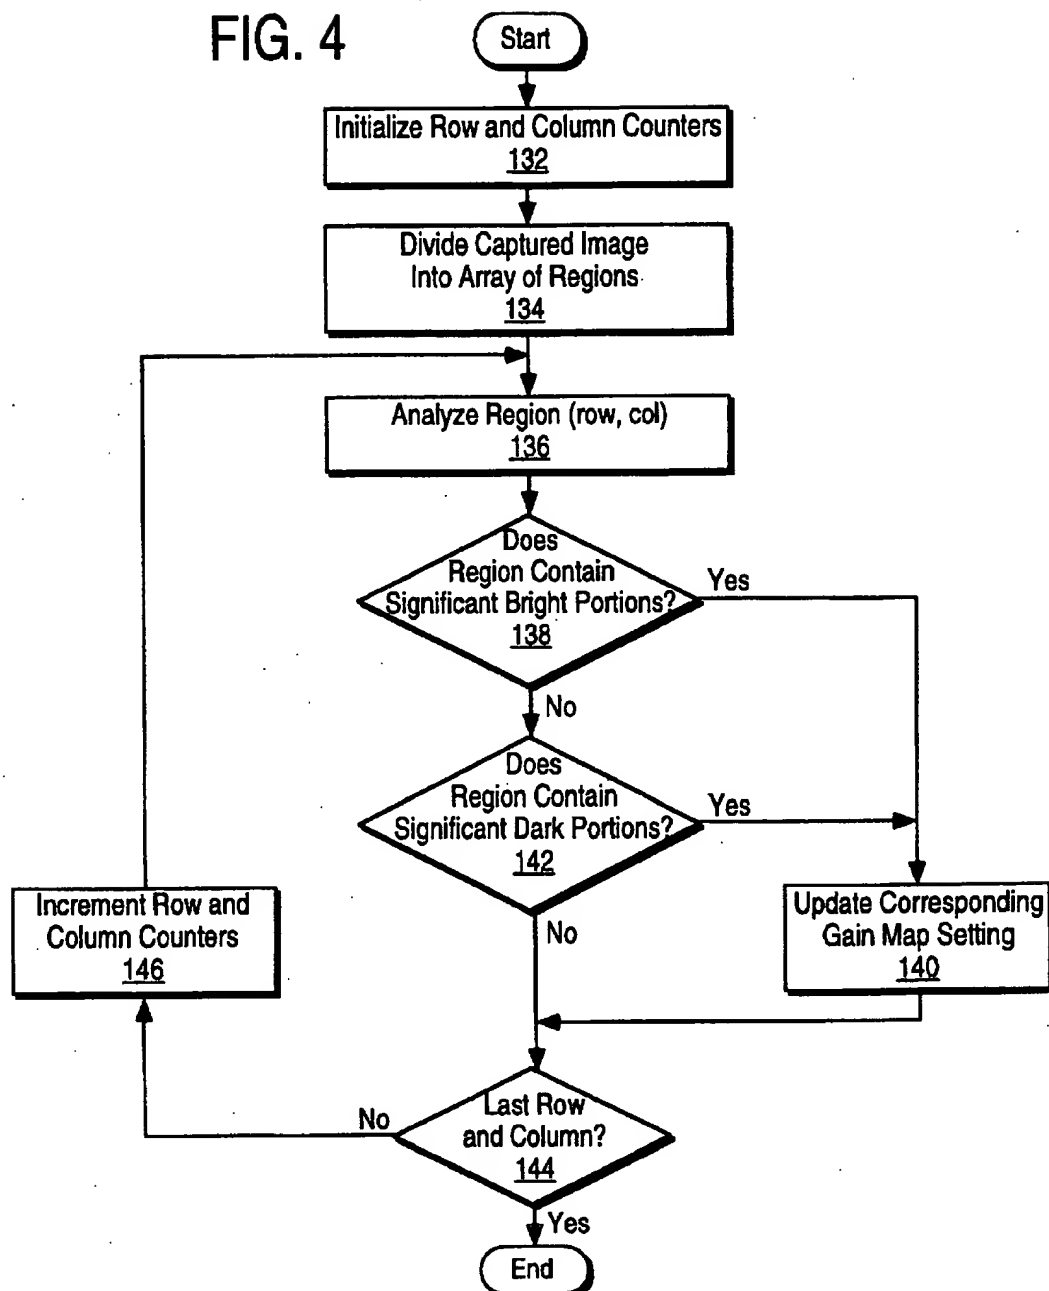 FIG. 4
Start
Initialize Row and Column Counters
132
Divide Captured Image
Into Array of Regions
134
Analyze Region (row, col)
136
Does
Region Contain
Significant Bright Portions?
138
Yes
No
Does
Region Contain
Significant Dark Portions?
142
Yes
No
Update Corresponding
Gain Map Setting
140
Increment Row and
Column Counters
146
Last Row
and Column?
144
No
Yes
End